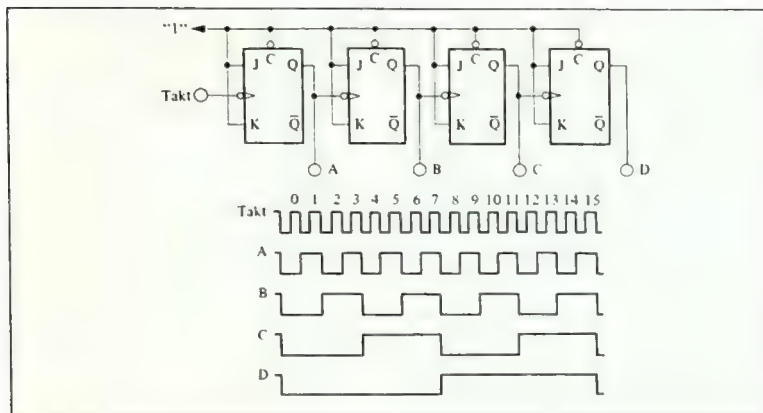 "1"
C C C C
J Q J Q J Q J Q
Takt
K Q̅ K Q̅ K Q̅ K Q̅
A B C D
0 1 2 3 4 5 6 7 8 9 10 11 12 13 14 15
Takt
A
B
C
D